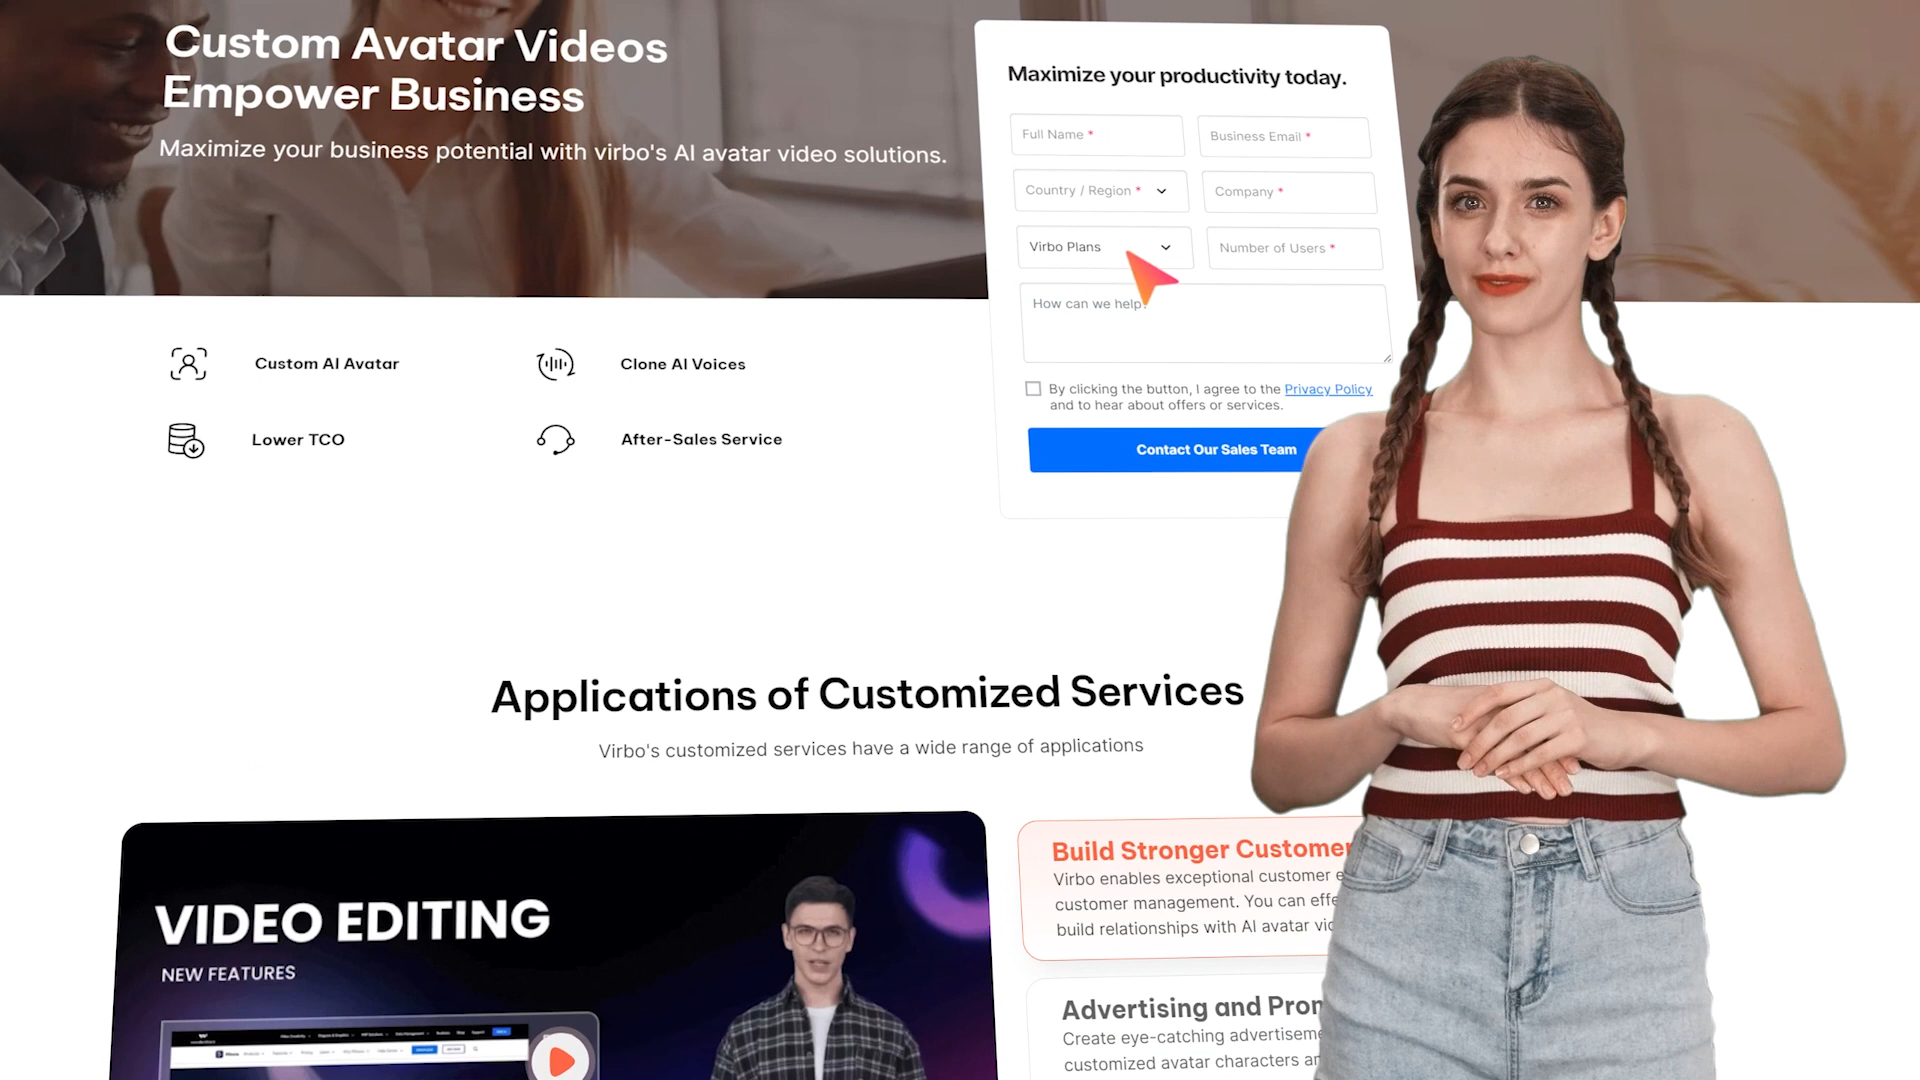 Custom Avatar Videos
Empower Business
Maximize your business potential with virbo's AI avatar video solutions.
Maximize your productivity today.
Full Name *
Business Email *
Country / Region *
Company *
Virbo Plans
Number of Users *
How can we help?
By clicking the button, I agree to the Privacy Policy
and to hear about offers or services.
Contact Our Sales Team
Custom AI Avatar
Clone AI Voices
Lower TCO
After-Sales Service
Applications of Customized Services
Virbo's customized services have a wide range of applications
VIDEO EDITING
NEW FEATURES
Build Stronger Customer
Virbo enables exceptional customer
customer management. You can
build relationships with AI avatar
Advertising and
Create eye-catching
customized avatar characters